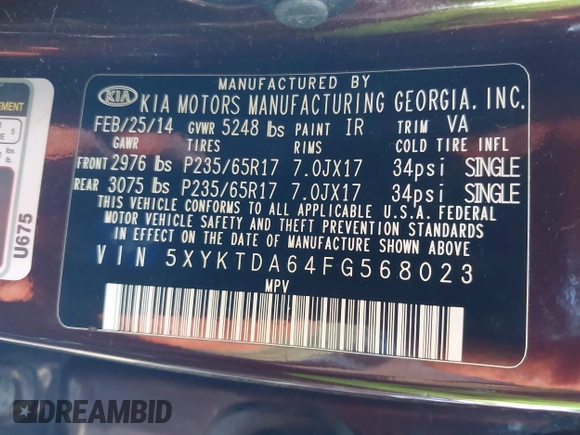 MANUFACTURED BY
KIA KIA MOTORS MANUFACTURING GEORGIA, INC.
FEB/25/14 GVWR 5248 lbs PAINT IR TRIM VA
GAWR TIRES RIMS COLD TIRE INFL
FRONT 2976 lbs P235/65R17 7.0JX17 34psi SINGLE
REAR 3075 lbs P235/65R17 7.0JX17 34psi SINGLE
THIS VEHICLE CONFORMS TO ALL APPLICABLE U.S.A. FEDERAL
MOTOR VEHICLE SAFETY AND THEFT PREVENTION STANDARDS
IN EFFECT ON THE DATE OF MANUFACTURE SHOWN ABOVE.
VIN 5XYKTDA64FG568023
MPV
U675
DREAMBID